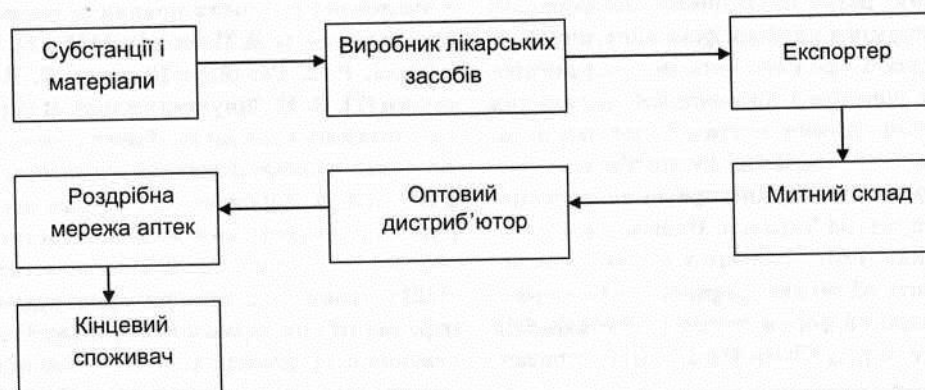 Субстанції і
матеріали
Виробник лікарських
засобів
Експортер
Митний склад
Оптовий
дистриб’ютор
Роздрібна
мережа аптек
Кінцевий
споживач